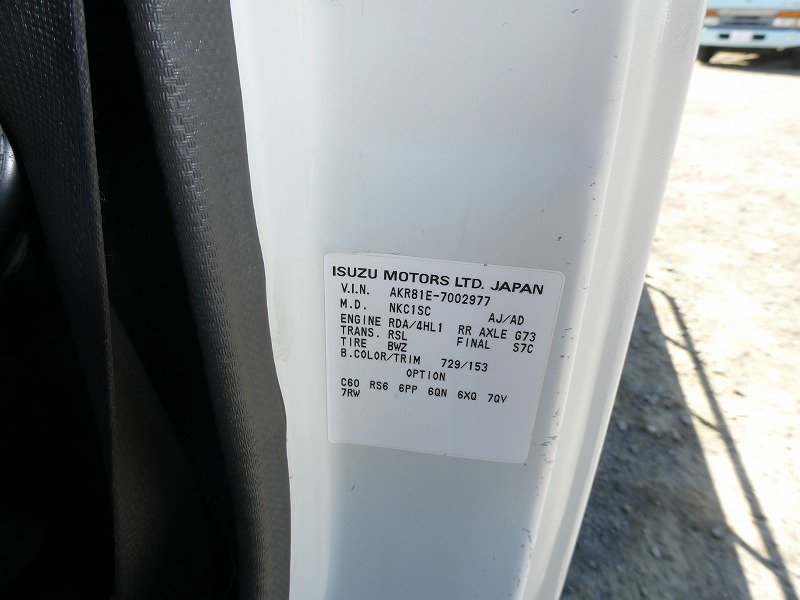 ISUZU MOTORS LTD. JAPAN
V.I.N. AKR81E-7002977
M.D. NKC1SC AJ/AD
ENGINE RDA/4HL1 RR AXLE G73
TRANS. RSL FINAL S7C
TIRE BWZ
B.COLOR/TRIM 729/153
OPTION
C60 RS6 6PP 6QN 6XQ 7QV
7RW